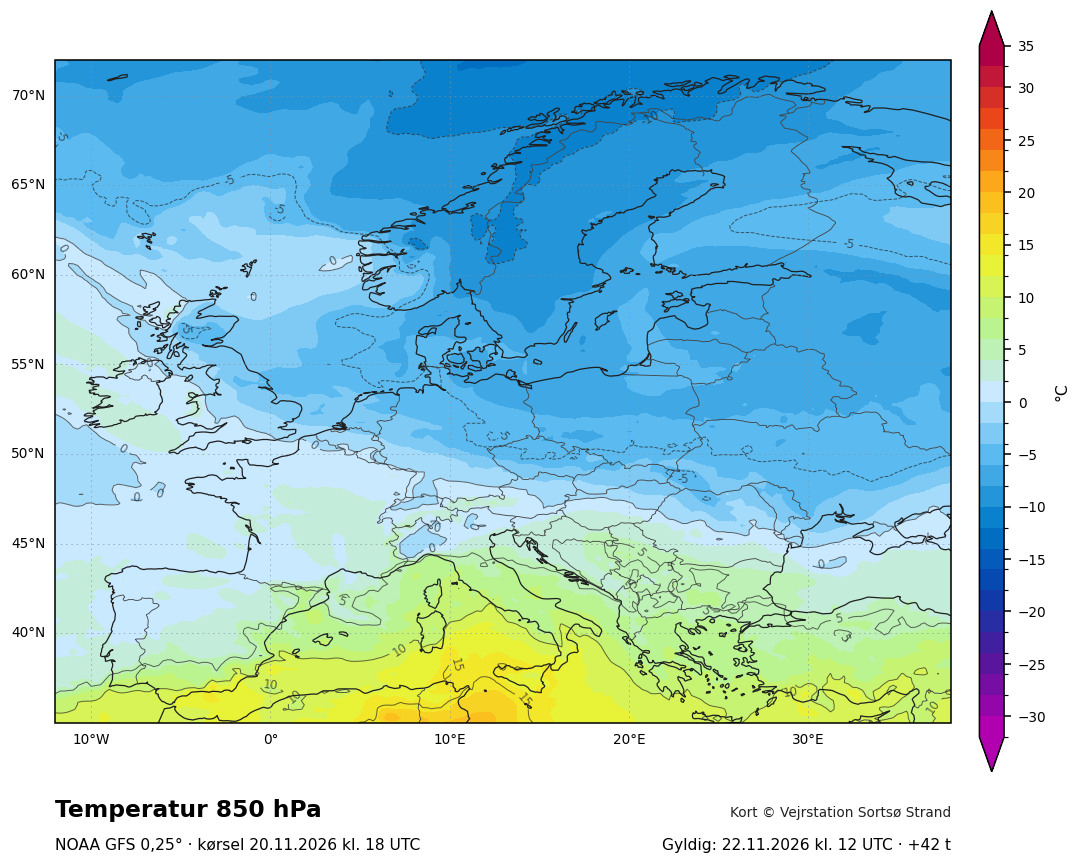 70°N
65°N
60°N
55°N
50°N
45°N
40°N
10°W
0°
10°E
20°E
30°E
35
30
25
20
15
10
5
0
−5
−10
−15
−20
−25
−30
°C
Temperatur 850 hPa
Kort © Vejrstation Sortsø Strand
NOAA GFS 0,25° · kørsel 20.11.2026 kl. 18 UTC
Gyldig: 22.11.2026 kl. 12 UTC · +42 t